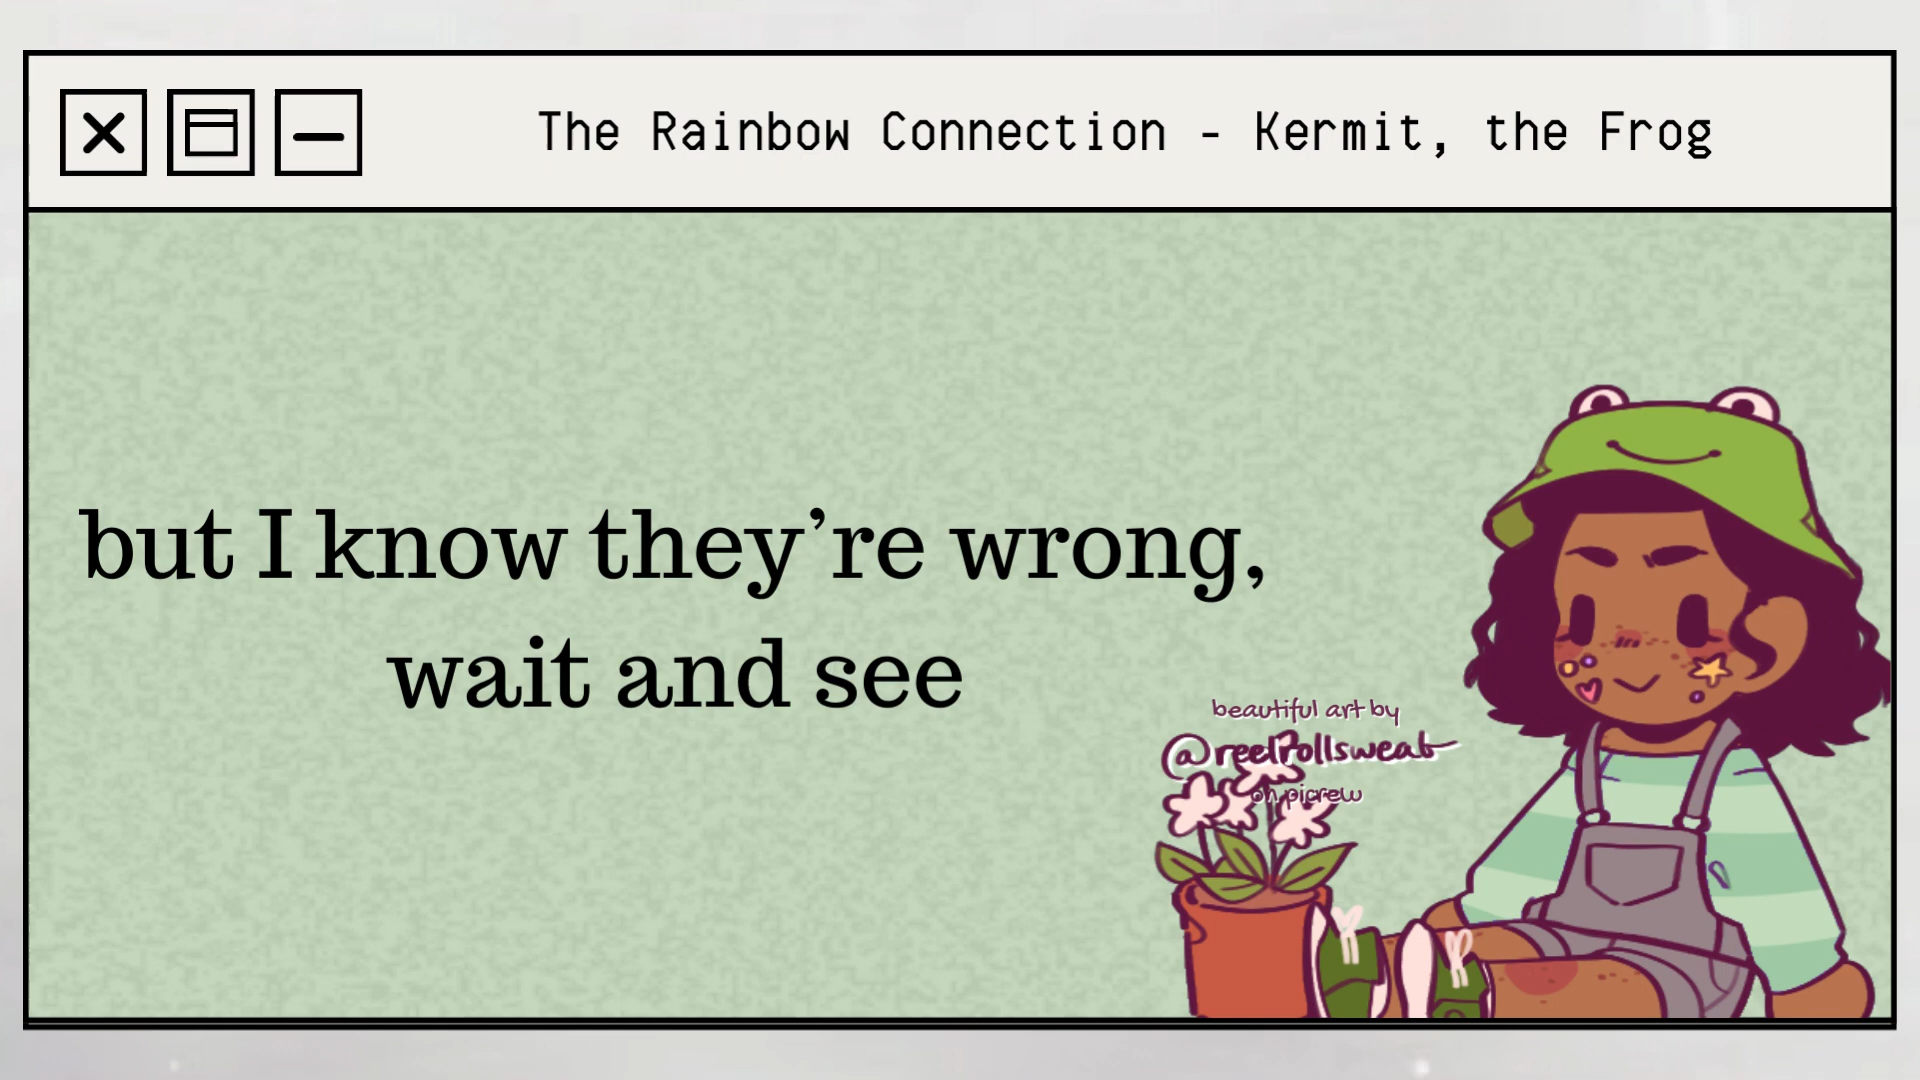 The Rainbow Connection - Kermit, the Frog
but I know they’re wrong,
wait and see
beautiful art by
@reelrollsweat
on picrew